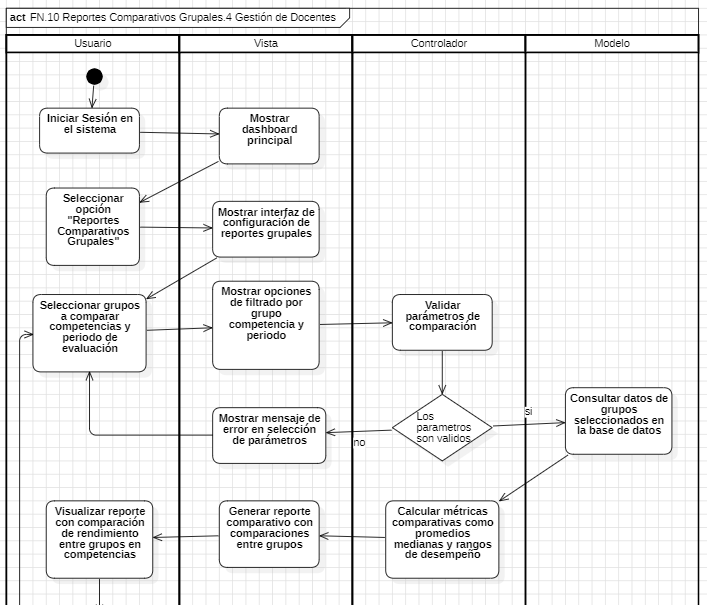 act FN.10 Reportes Comparativos Grupales.4 Gestión de Docentes
Usuario
Vista
Controlador
Modelo
Iniciar Sesión en
el sistema
Mostrar
dashboard
principal
Seleccionar
opción
"Reportes
Comparativos
Grupales"
Mostrar interfaz de
configuración de
reportes grupales
Seleccionar grupos
a comparar
competencias y
periodo de
evaluación
Mostrar opciones
de filtrado por
grupo
competencia y
periodo
Validar
parámetros de
comparación
Los
parametros
son validos
si
no
Consultar datos de
grupos
seleccionados en
la base de datos
Mostrar mensaje de
error en selección
de parámetros
Visualizar reporte
con comparación
de rendimiento
entre grupos en
competencias
Generar reporte
comparativo con
comparaciones
entre grupos
Calcular métricas
comparativas como
promedios
medianas y rangos
de desempeño